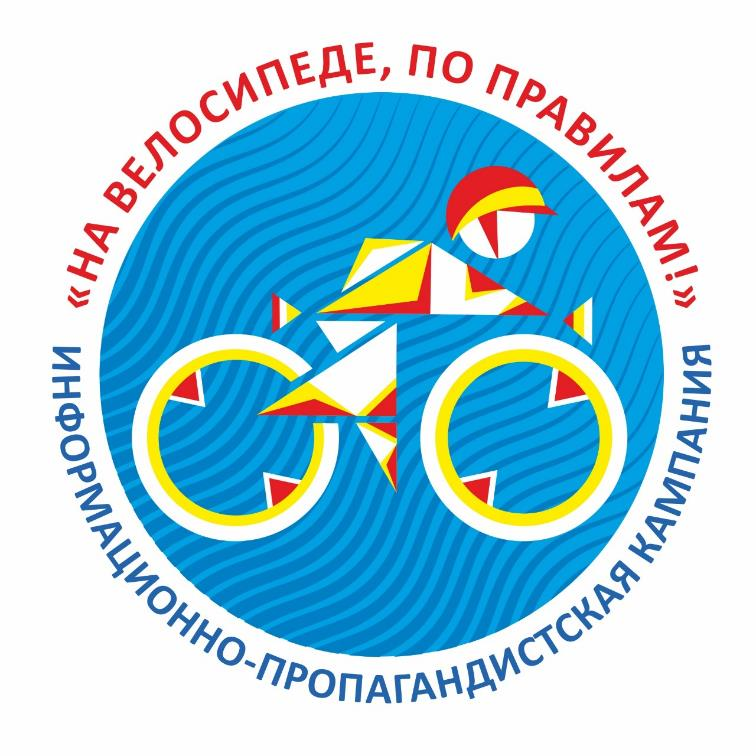 «НА ВЕЛОСИПЕДЕ, ПО ПРАВИЛАМ!»
ИНФОРМАЦИОННО-ПРОПАГАНДИСТСКАЯ КАМПАНИЯ